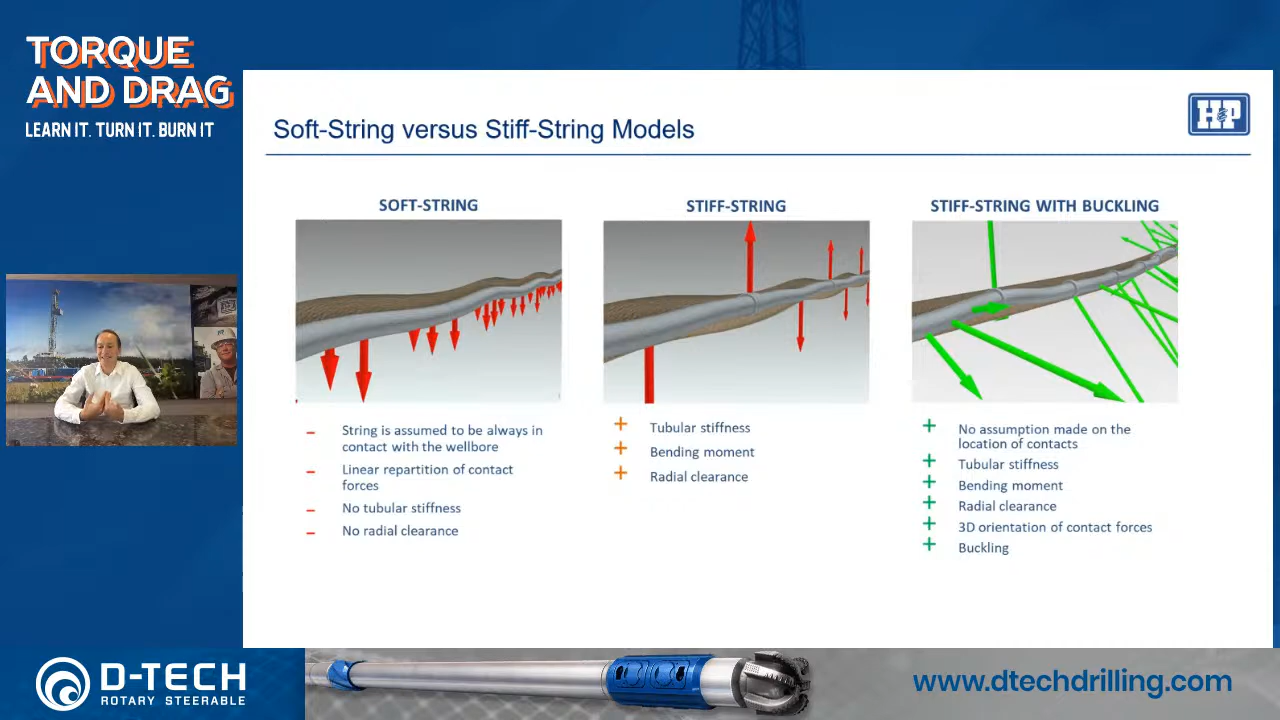 TORQUE
AND DRAG
LEARN IT. TURN IT. BURN IT
H&P
Soft-String versus Stiff-String Models
SOFT-STRING
– String is assumed to be always in
contact with the wellbore
– Linear repartition of contact
forces
– No tubular stiffness
– No radial clearance
STIFF-STRING
+ Tubular stiffness
+ Bending moment
+ Radial clearance
STIFF-STRING WITH BUCKLING
+ No assumption made on the
location of contacts
+ Tubular stiffness
+ Bending moment
+ Radial clearance
+ 3D orientation of contact forces
+ Buckling
D-TECH
ROTARY STEERABLE
www.dtechdrilling.com